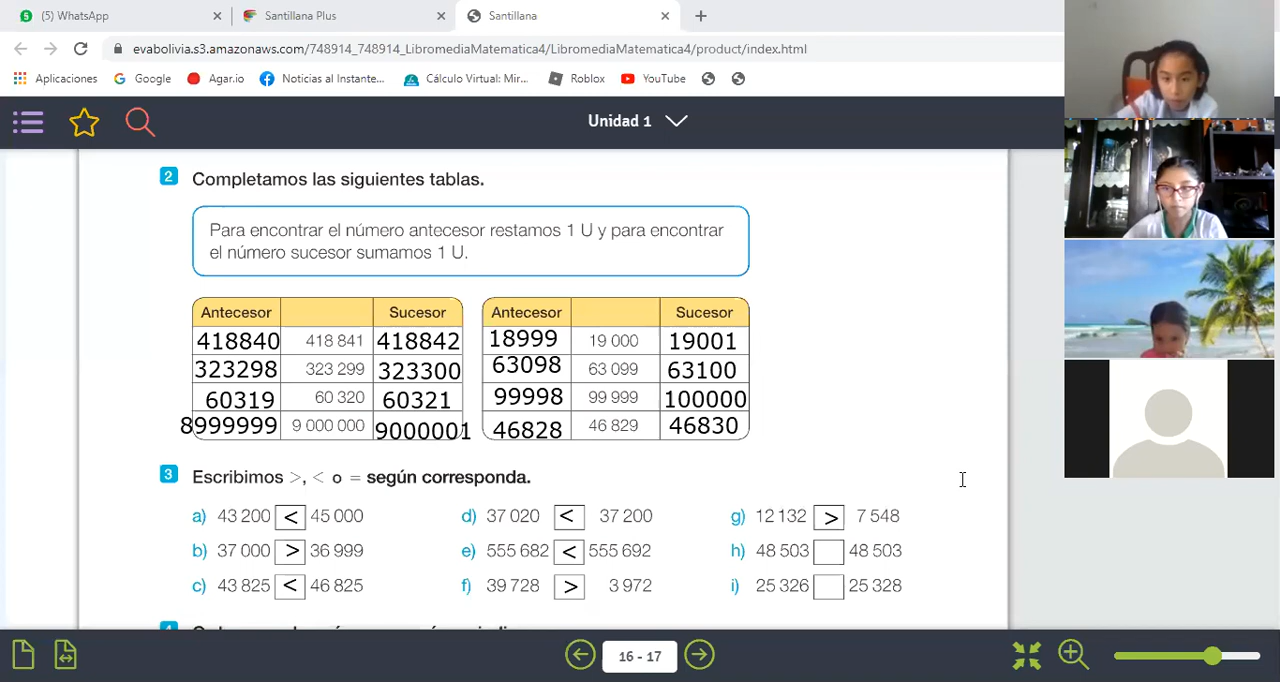 (5) WhatsApp
Santillana Plus
Santillana
evabolivia.s3.amazonaws.com/748914_748914_LibromediaMatematica4/LibromediaMatematica4/product/index.html
Aplicaciones Google Agar.io Noticias al Instante... Cálculo Virtual: Mir... Roblox YouTube
Unidad 1
2 Completamos las siguientes tablas.
Para encontrar el número antecesor restamos 1 U y para encontrar
el número sucesor sumamos 1 U.
Antecesor Sucesor
418840 418 841 418842
323298 323 299 323300
60319 60 320 60321
8999999 9 000 000 9000001
Antecesor Sucesor
18999 19 000 19001
63098 63 099 63100
99998 99 999 100000
46828 46 829 46830
3 Escribimos >, < o = según corresponda.
a) 43 200 < 45 000
b) 37 000 > 36 999
c) 43 825 < 46 825
d) 37 020 < 37 200
e) 555 682 < 555 692
f) 39 728 > 3 972
g) 12 132 > 7 548
h) 48 503 48 503
i) 25 326 25 328
16 - 17